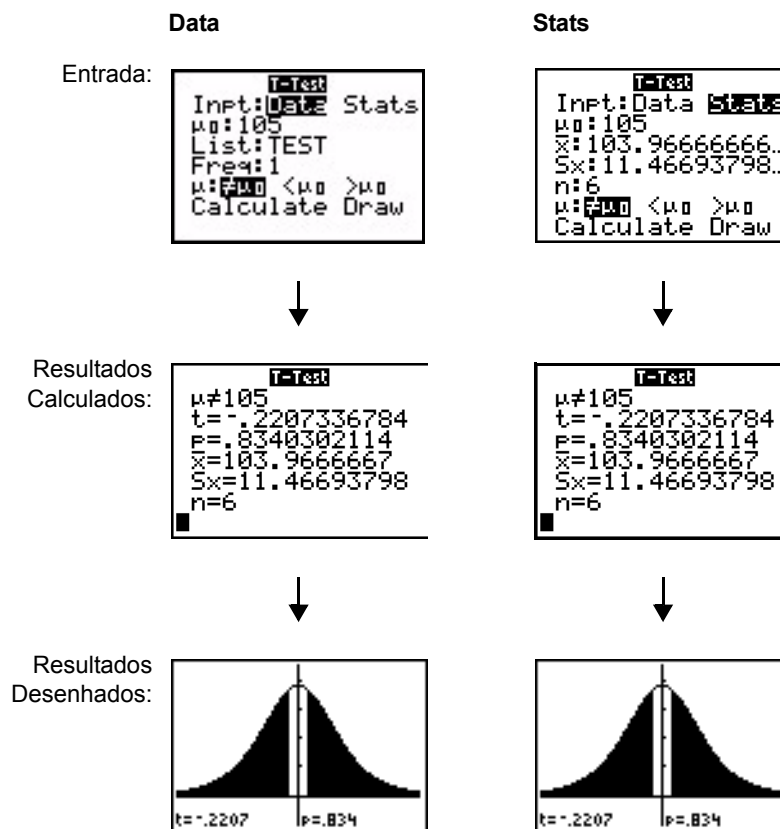 Data
Stats
Entrada:
T-Test
Inpt:Data Stats
μ0:105
List:TEST
Freq:1
μ:≠μ0 <μ0 >μ0
Calculate Draw
T-Test
Inpt:Data Stats
μ0:105
x̄:103.96666666…
Sx:11.46693798…
n:6
μ:≠μ0 <μ0 >μ0
Calculate Draw
Resultados
Calculados:
T-Test
μ≠105
t=-.2207336784
p=.8340302114
x̄=103.9666667
Sx=11.46693798
n=6
T-Test
μ≠105
t=-.2207336784
p=.8340302114
x̄=103.9666667
Sx=11.46693798
n=6
Resultados
Desenhados:
t=-.2207 p=.834
t=-.2207 p=.834